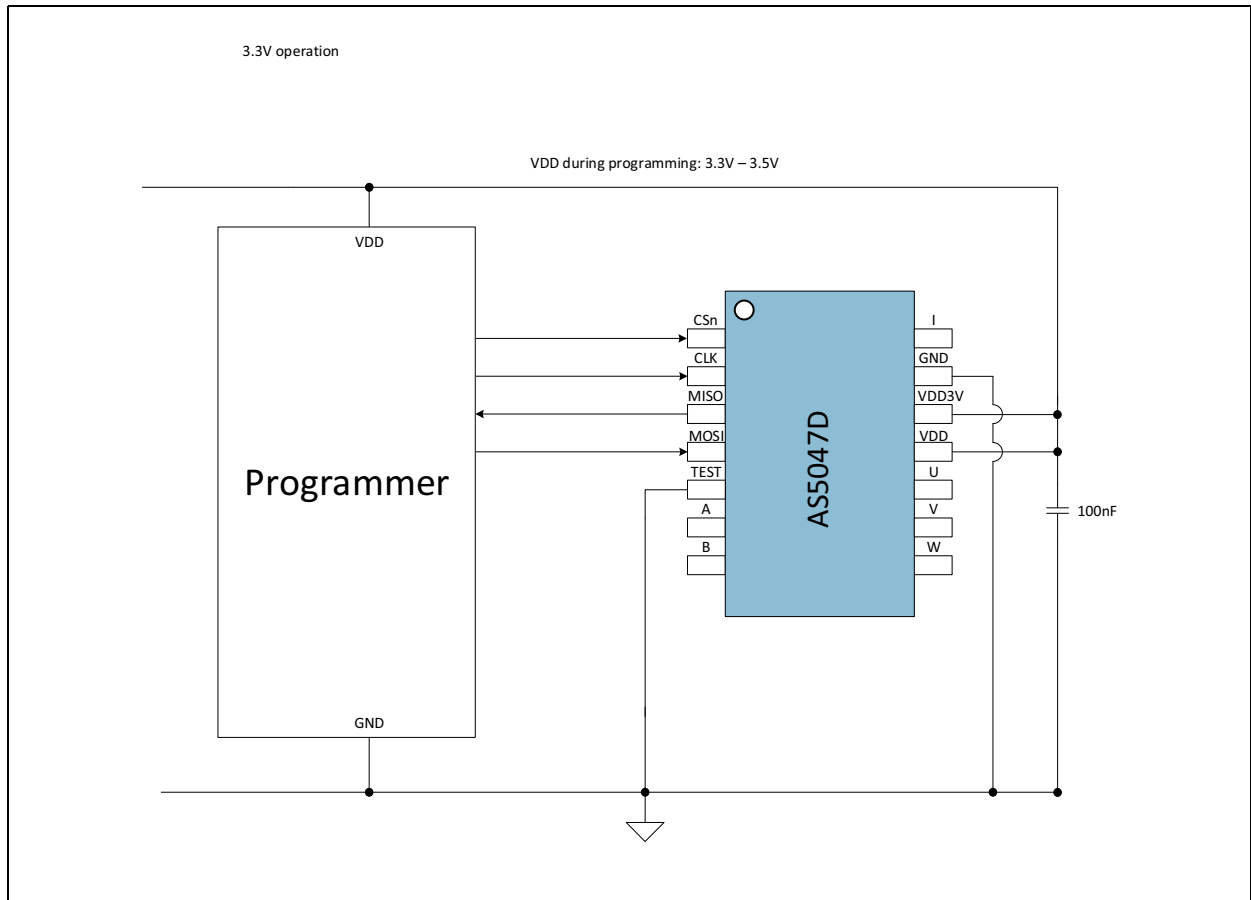 3.3V operation
VDD during programming: 3.3V – 3.5V
VDD
Programmer
GND
CSn
CLK
MISO
MOSI
TEST
A
B
AS5047D
I
GND
VDD3V
VDD
U
V
W
100nF